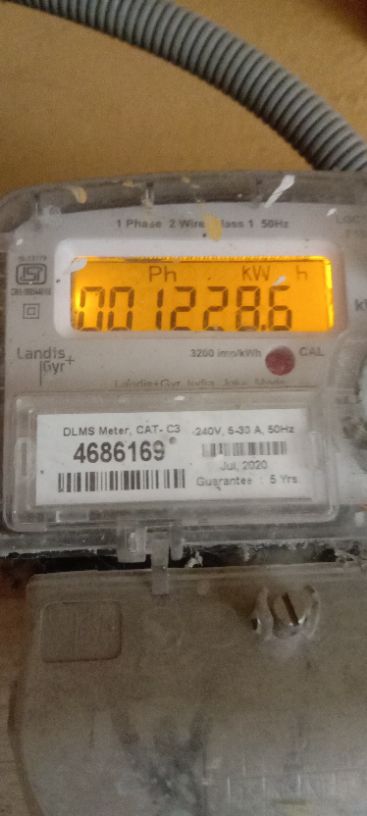 1 Phase 2 Wire Class 1 50Hz
Ph kW h
001228.6
Landis
Gyr+
3200 imp/kWh
CAL
DLMS Meter, CAT- C3
240V, 5-30 A, 50Hz
4686169
Jul, 2020
Guarantee : 5 Yrs